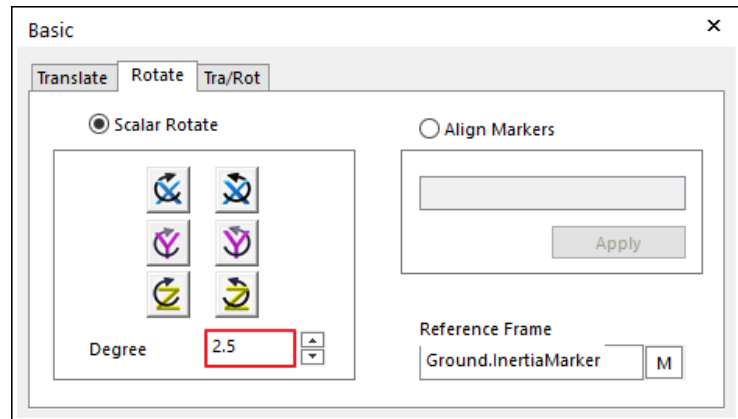 Basic
Translate Rotate Tra/Rot
Scalar Rotate
Align Markers
X X
Y Y
Apply
Z Z
Degree 2.5
Reference Frame
Ground.InertiaMarker M